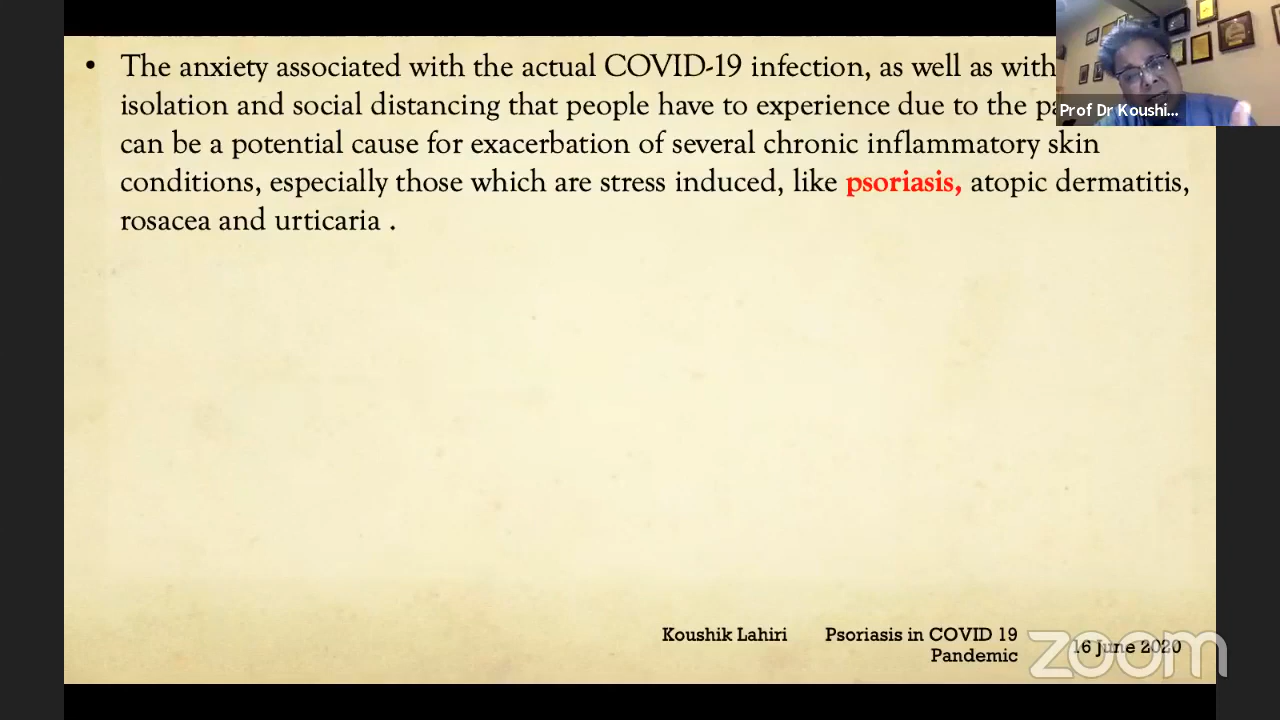 • The anxiety associated with the actual COVID-19 infection, as well as with
isolation and social distancing that people have to experience due to the
can be a potential cause for exacerbation of several chronic inflammatory skin
conditions, especially those which are stress induced, like psoriasis, atopic dermatitis,
rosacea and urticaria .
Prof Dr Koushi...
Koushik Lahiri
Psoriasis in COVID 19
Pandemic
16 June 2020
zoom